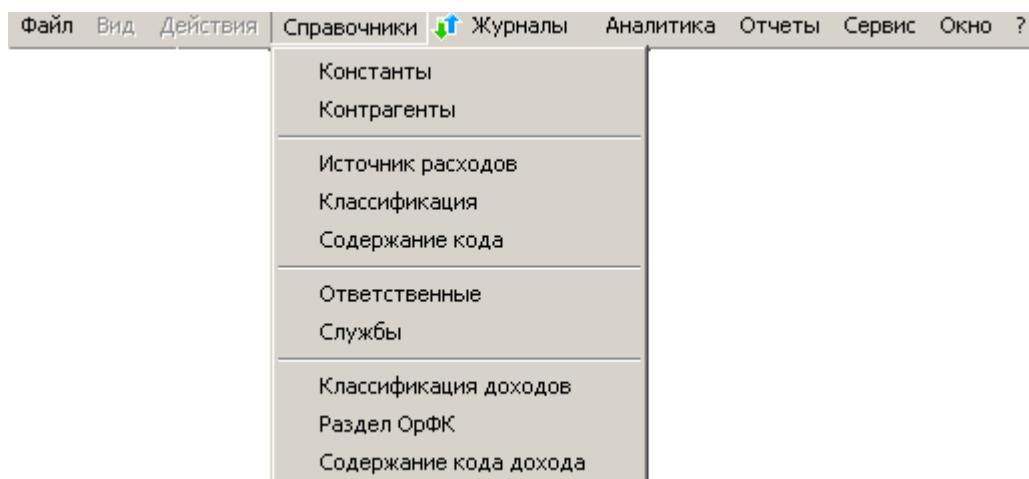 Файл Вид Действия Справочники Журналы Аналитика Отчеты Сервис Окно ?
Константы
Контрагенты
Источник расходов
Классификация
Содержание кода
Ответственные
Службы
Классификация доходов
Раздел ОрФК
Содержание кода дохода